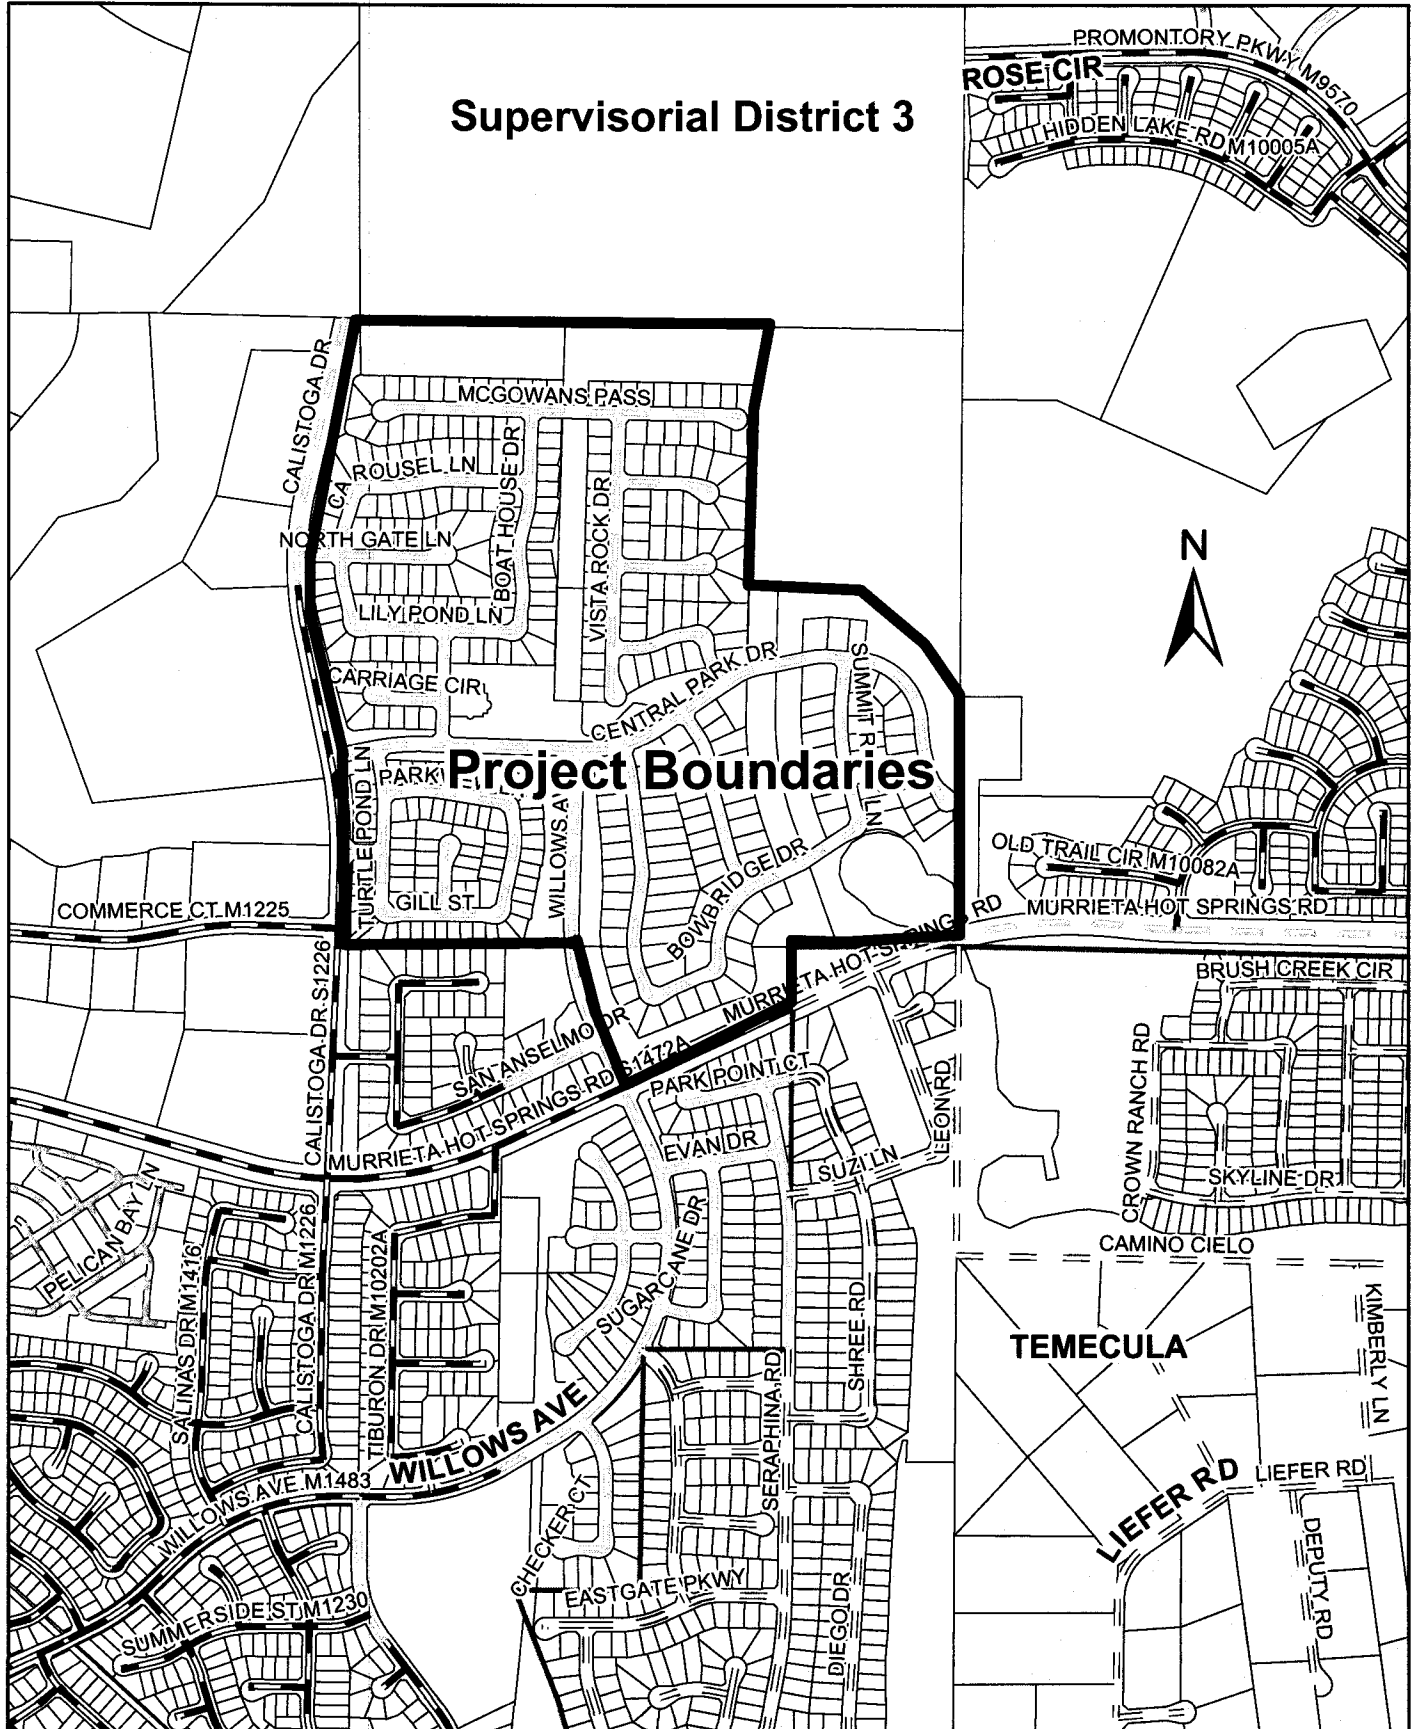 PROMONTORY PKWY M9570
ROSE CIR
Supervisorial District 3
HIDDEN LAKE RD M10005A
CALISTOGA DR
MCGOWANS PASS
CA ROUSEL LN
BOAT HOUSE DR
VISTA ROCK DR
NORTH GATE LN
N
LILY POND LN
CARRIAGE CIR
CENTRAL PARK DR
SUMMIT R
LN
Project Boundaries
PARK
TURTLE POND LN
WILLOWS AV
OLD TRAIL CIR M10082A
BOWBRIDGE DR
GILL ST
COMMERCE CT M1225
MURRIETA HOT SPRINGS RD
MURRIETA HOT SPRINGS RD S1472A
CALISTOGA DR S1226
BRUSH CREEK CIR
SAN ANSELMO DR
CROWN RANCH RD
PARK POINT CT
LEON RD
EVAN DR
MURRIETA HOT SPRINGS RD
SUZI LN
SKYLINE DR
PELICAN BAY LN
CAMINO CIELO
SUGARCANE DR
SALINAS DR M1416
CALISTOGA DR M1226
TIBURON DR M10202A
SHREE RD
KIMBERLY LN
TEMECULA
SERAPHINA RD
WILLOWS AVE
WILLOWS AVE M1483
LIEFER RD
LIEFER RD
CHECKER CT
DEPUTY RD
EASTGATE PKWY
SUMMERSIDE ST M1230
DIEGO DR